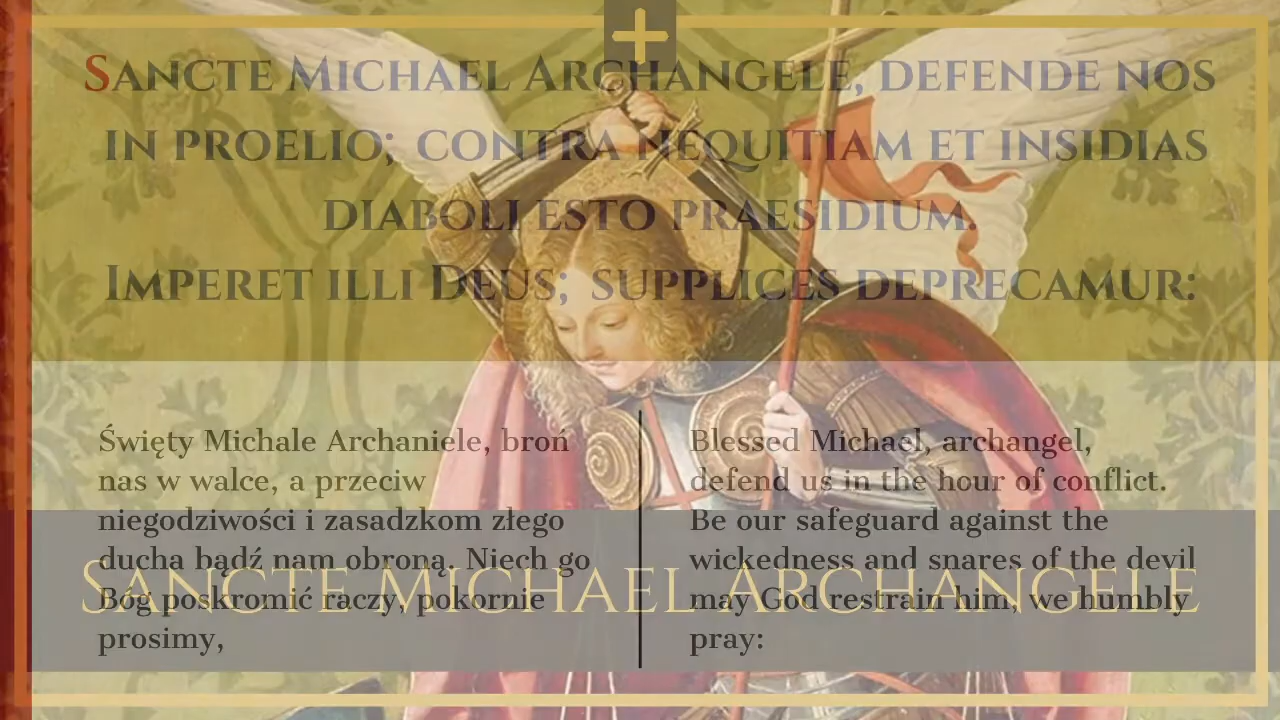 SANCTE MICHAEL ARCHANGELE, DEFENDE NOS
IN PROELIO; CONTRA NEQUITIAM ET INSIDIAS
DIABOLI ESTO PRAESIDIUM.
IMPERET ILLI DEUS; SUPPLICES DEPRECAMUR:
Święty Michale Archaniele, broń
nas w walce, a przeciw
niegodziwości i zasadzkom złego
ducha bądź nam obroną. Niech go
Bóg poskromić raczy, pokornie
prosimy,
Blessed Michael, archangel,
defend us in the hour of conflict.
Be our safeguard against the
wickedness and snares of the devil
may God restrain him, we humbly
pray:
SANCTE MICHAEL ARCHANGELE